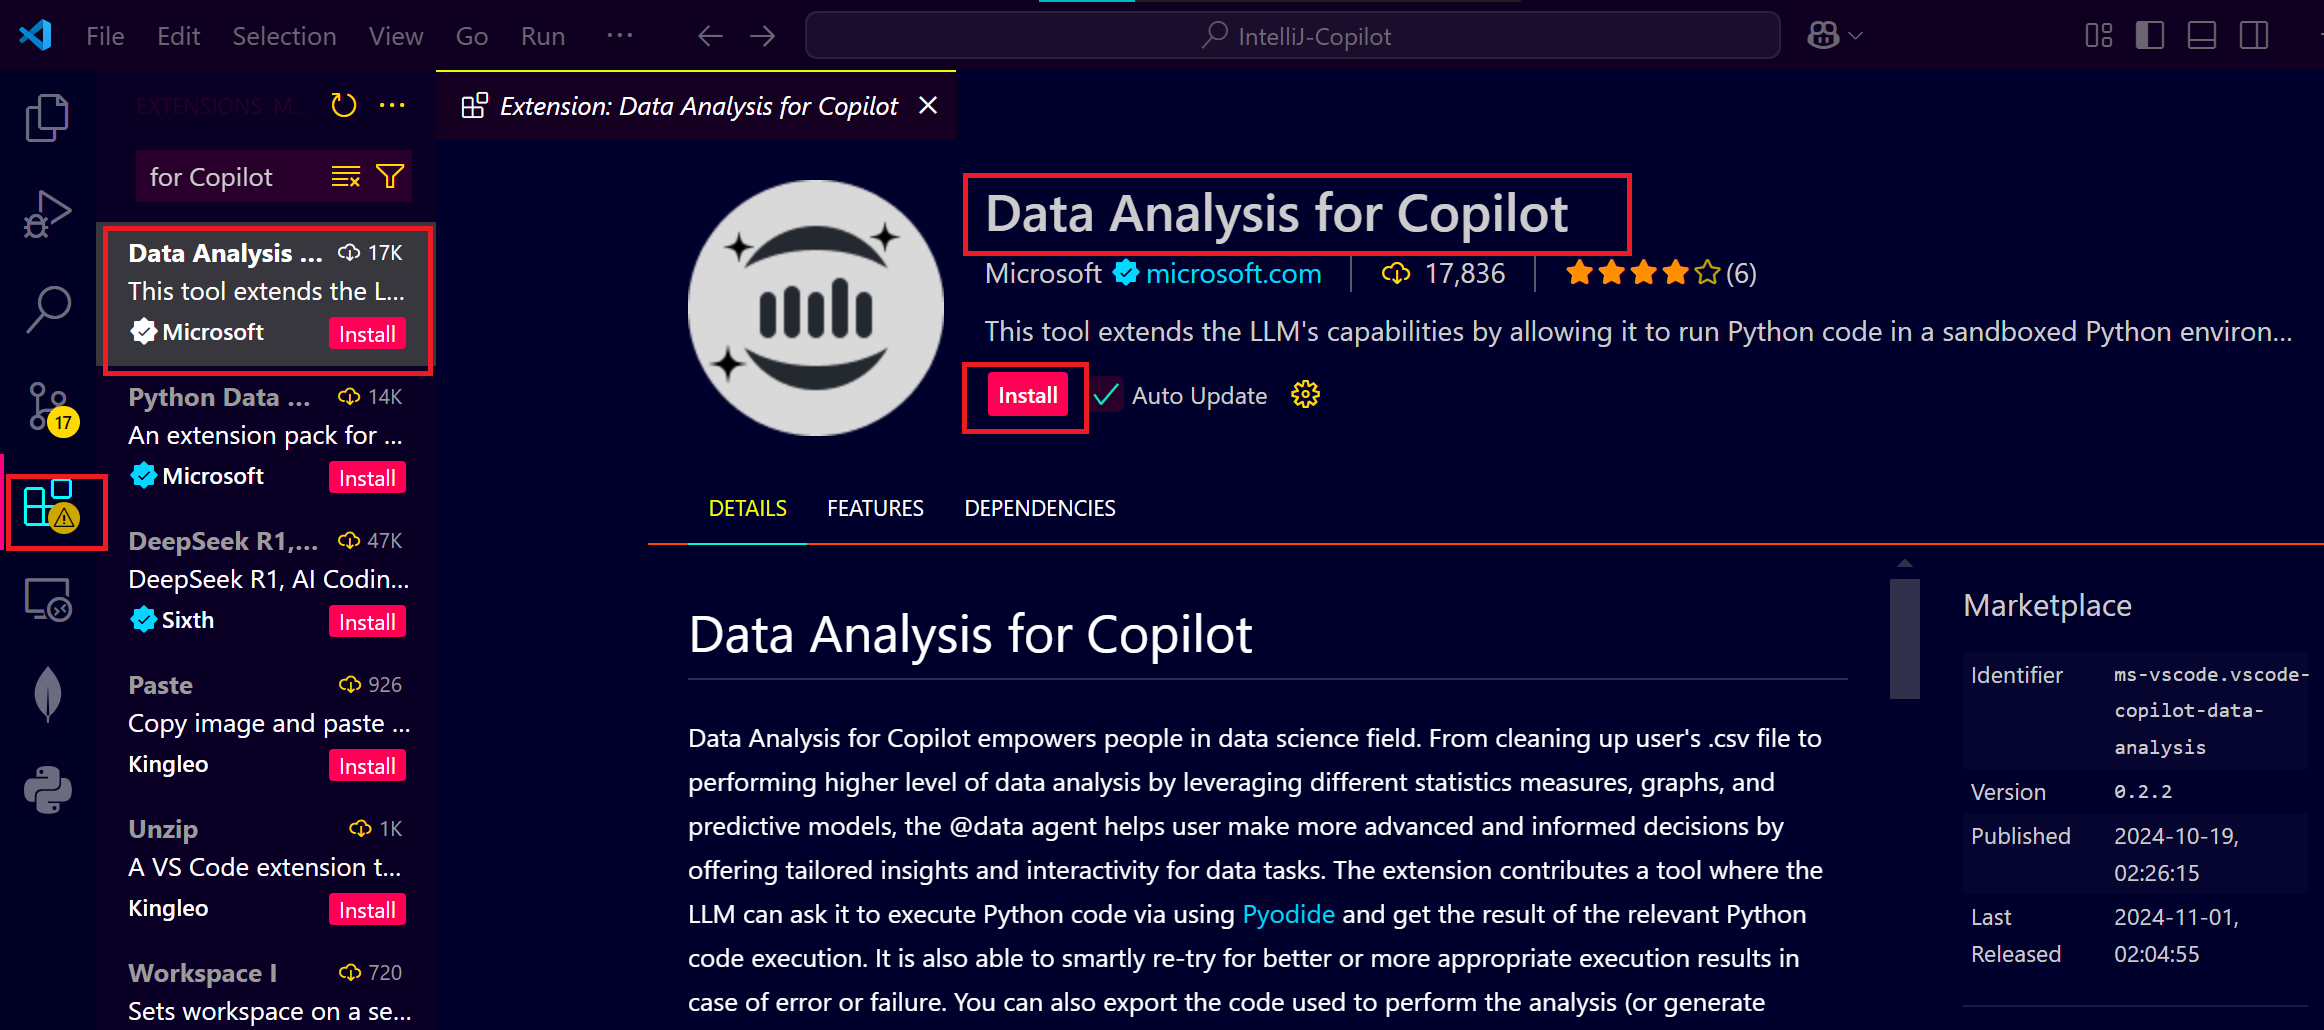 File Edit Selection View Go Run ··· IntelliJ-Copilot
EXTENSIONS: M...
for Copilot
Data Analysis ... 17K
This tool extends the L...
Microsoft Install
Python Data ... 14K
An extension pack for ...
Microsoft Install
DeepSeek R1,... 47K
DeepSeek R1, AI Codin...
Sixth Install
Paste 926
Copy image and paste ...
Kingleo Install
Unzip 1K
A VS Code extension t...
Kingleo Install
Workspace I 720
Sets workspace on a se...
17
Extension: Data Analysis for Copilot
Data Analysis for Copilot
Microsoft microsoft.com 17,836 (6)
This tool extends the LLM's capabilities by allowing it to run Python code in a sandboxed Python environ...
Install Auto Update
DETAILS FEATURES DEPENDENCIES
Data Analysis for Copilot
Data Analysis for Copilot empowers people in data science field. From cleaning up user's .csv file to
performing higher level of data analysis by leveraging different statistics measures, graphs, and
predictive models, the @data agent helps user make more advanced and informed decisions by
offering tailored insights and interactivity for data tasks. The extension contributes a tool where the
LLM can ask it to execute Python code via using Pyodide and get the result of the relevant Python
code execution. It is also able to smartly re-try for better or more appropriate execution results in
case of error or failure. You can also export the code used to perform the analysis (or generate
Marketplace
Identifier ms-vscode.vscode-
copilot-data-
analysis
Version 0.2.2
Published 2024-10-19,
02:26:15
Last 2024-11-01,
Released 02:04:55